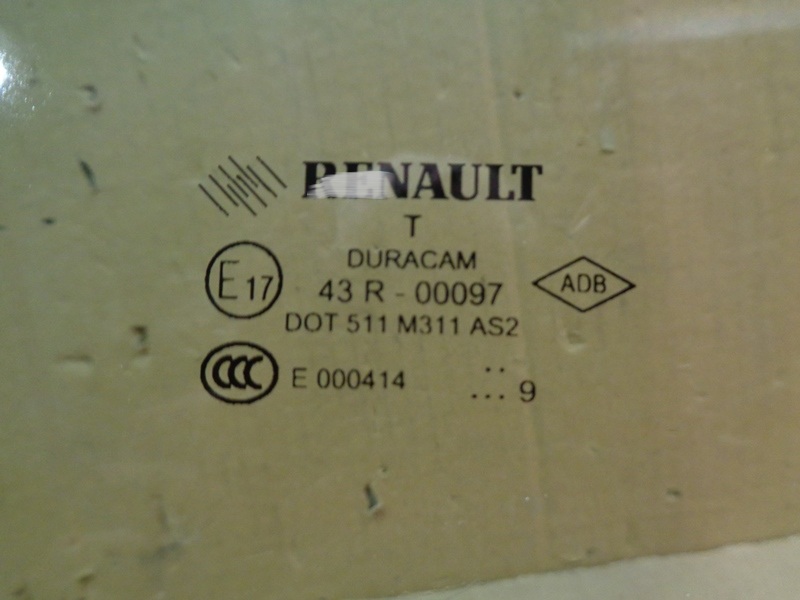 RENAULT
T
DURACAM
E17 43 R - 00097 ADB
DOT 511 M311 AS2
CCC E 000414 .. ... 9